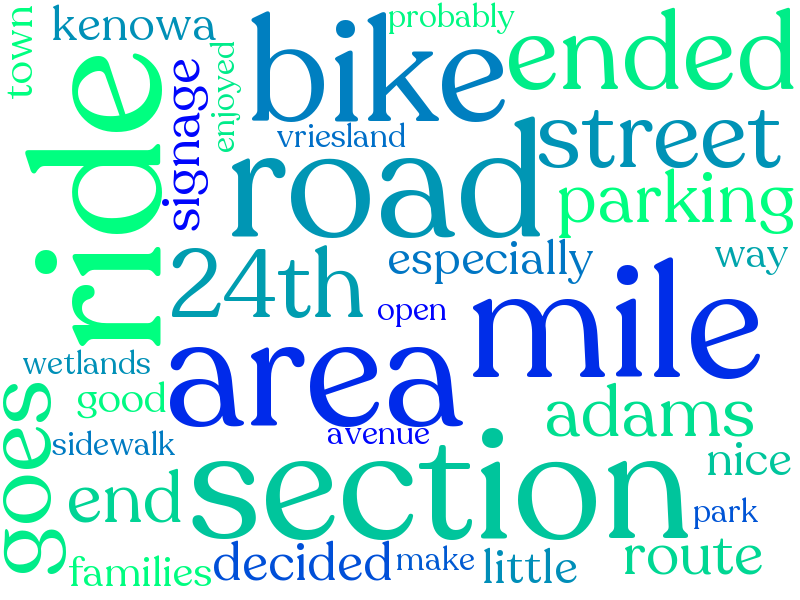 town
kenowa
probably
bike
ended
ride
signage
enjoyed
vriesland
road
street
parking
24th
especially
way
open
mile
area
wetlands
good
goes
adams
sidewalk
avenue
nice
end
section
park
families
decided
make
little
route